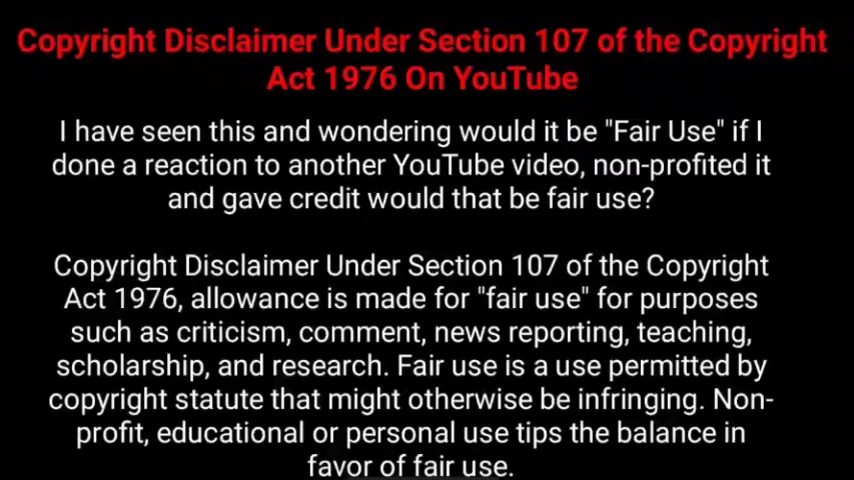 Copyright Disclaimer Under Section 107 of the Copyright
Act 1976 On YouTube
I have seen this and wondering would it be "Fair Use" if I
done a reaction to another YouTube video, non-profited it
and gave credit would that be fair use?
Copyright Disclaimer Under Section 107 of the Copyright
Act 1976, allowance is made for "fair use" for purposes
such as criticism, comment, news reporting, teaching,
scholarship, and research. Fair use is a use permitted by
copyright statute that might otherwise be infringing. Non-
profit, educational or personal use tips the balance in
favor of fair use.